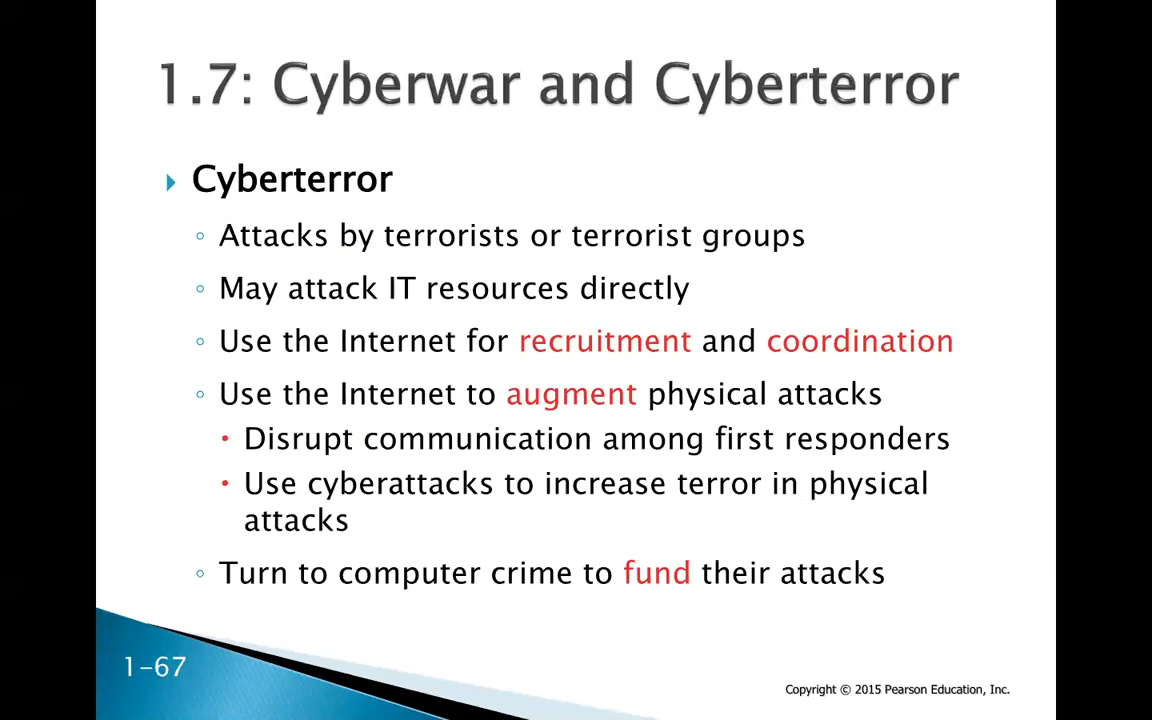 1.7: Cyberwar and Cyberterror
Cyberterror
Attacks by terrorists or terrorist groups
May attack IT resources directly
Use the Internet for recruitment and coordination
Use the Internet to augment physical attacks
Disrupt communication among first responders
Use cyberattacks to increase terror in physical
attacks
Turn to computer crime to fund their attacks
1-67
Copyright © 2015 Pearson Education, Inc.